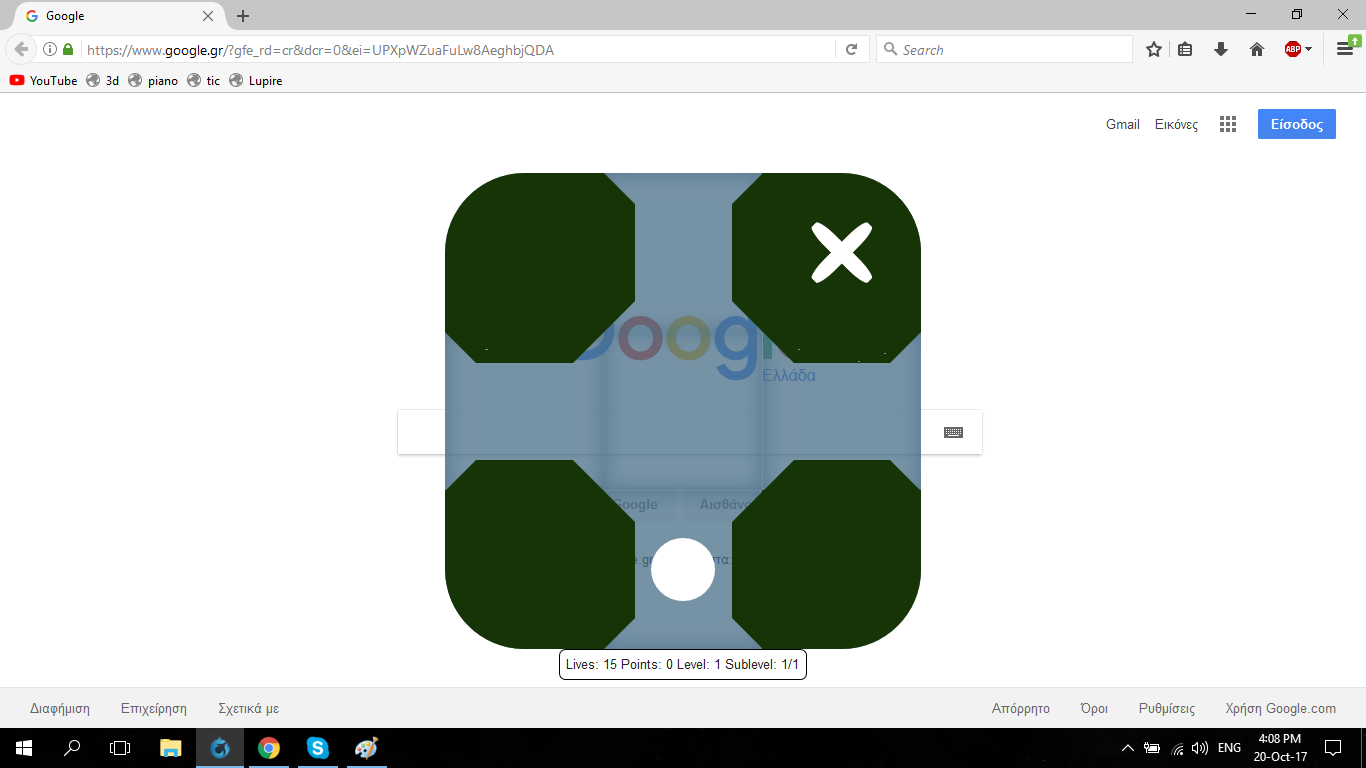 Google
https://www.google.gr/?gfe_rd=cr&dcr=0&ei=UPXpWZuaFuLw8AeghbjQDA
Search
ABP
YouTube 3d piano tic Lupire
Gmail Εικόνες Είσοδος
Ελλάδα
Google
Lives: 15 Points: 0 Level: 1 Sublevel: 1/1
Διαφήμιση Επιχείρηση Σχετικά με Απόρρητο Όροι Ρυθμίσεις Χρήση Google.com
ENG
4:08 PM
20-Oct-17